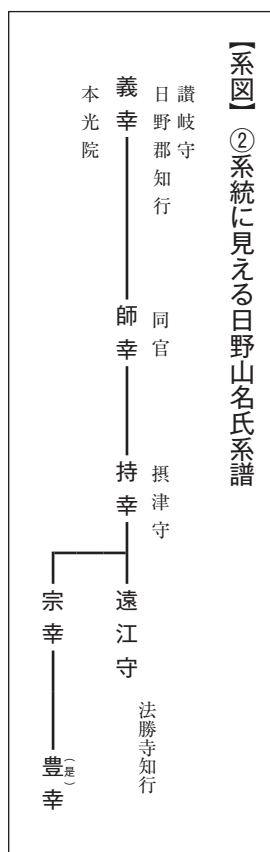 【系図】②系統に見える日野山名氏系譜
讃岐守
日野郡知行
義幸
本光院
同官
師幸
摂津守
持幸
遠江守
法勝寺知行
宗幸
豊幸
（是）